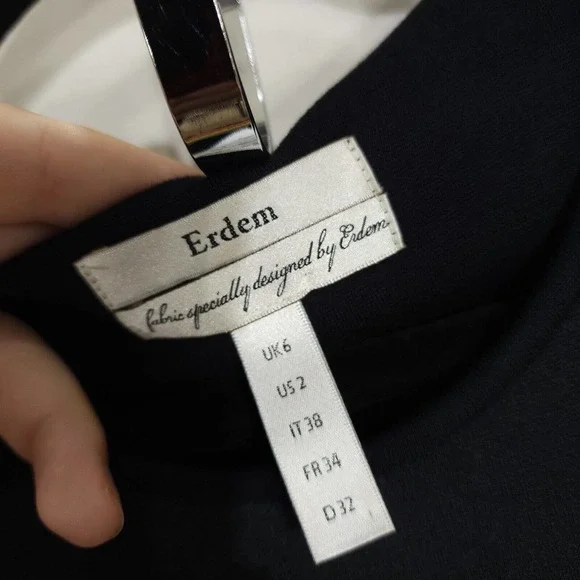 Erdem
fabric specially designed by Erdem
UK6
US2
IT38
FR34
D32